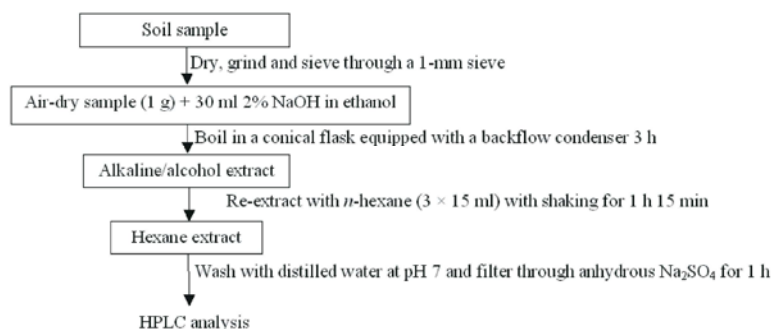 Soil sample
Dry, grind and sieve through a 1-mm sieve
Air-dry sample (1 g) + 30 ml 2% NaOH in ethanol
Boil in a conical flask equipped with a backflow condenser 3 h
Alkaline/alcohol extract
Re-extract with n-hexane (3 × 15 ml) with shaking for 1 h 15 min
Hexane extract
Wash with distilled water at pH 7 and filter through anhydrous Na₂SO₄ for 1 h
HPLC analysis